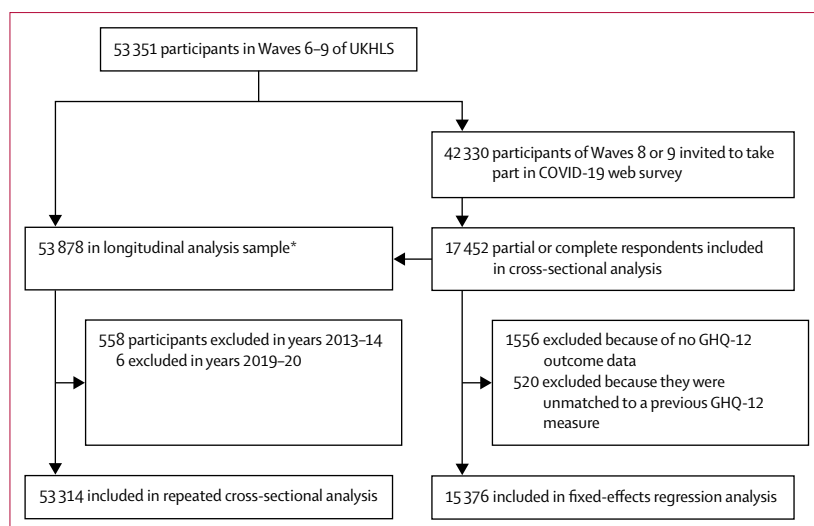 53 351 participants in Waves 6–9 of UKHLS
42 330 participants of Waves 8 or 9 invited to take
part in COVID-19 web survey
53 878 in longitudinal analysis sample*
17 452 partial or complete respondents included
in cross-sectional analysis
558 participants excluded in years 2013–14
6 excluded in years 2019–20
1556 excluded because of no GHQ-12
outcome data
520 excluded because they were
unmatched to a previous GHQ-12
measure
53 314 included in repeated cross-sectional analysis
15 376 included in fixed-effects regression analysis